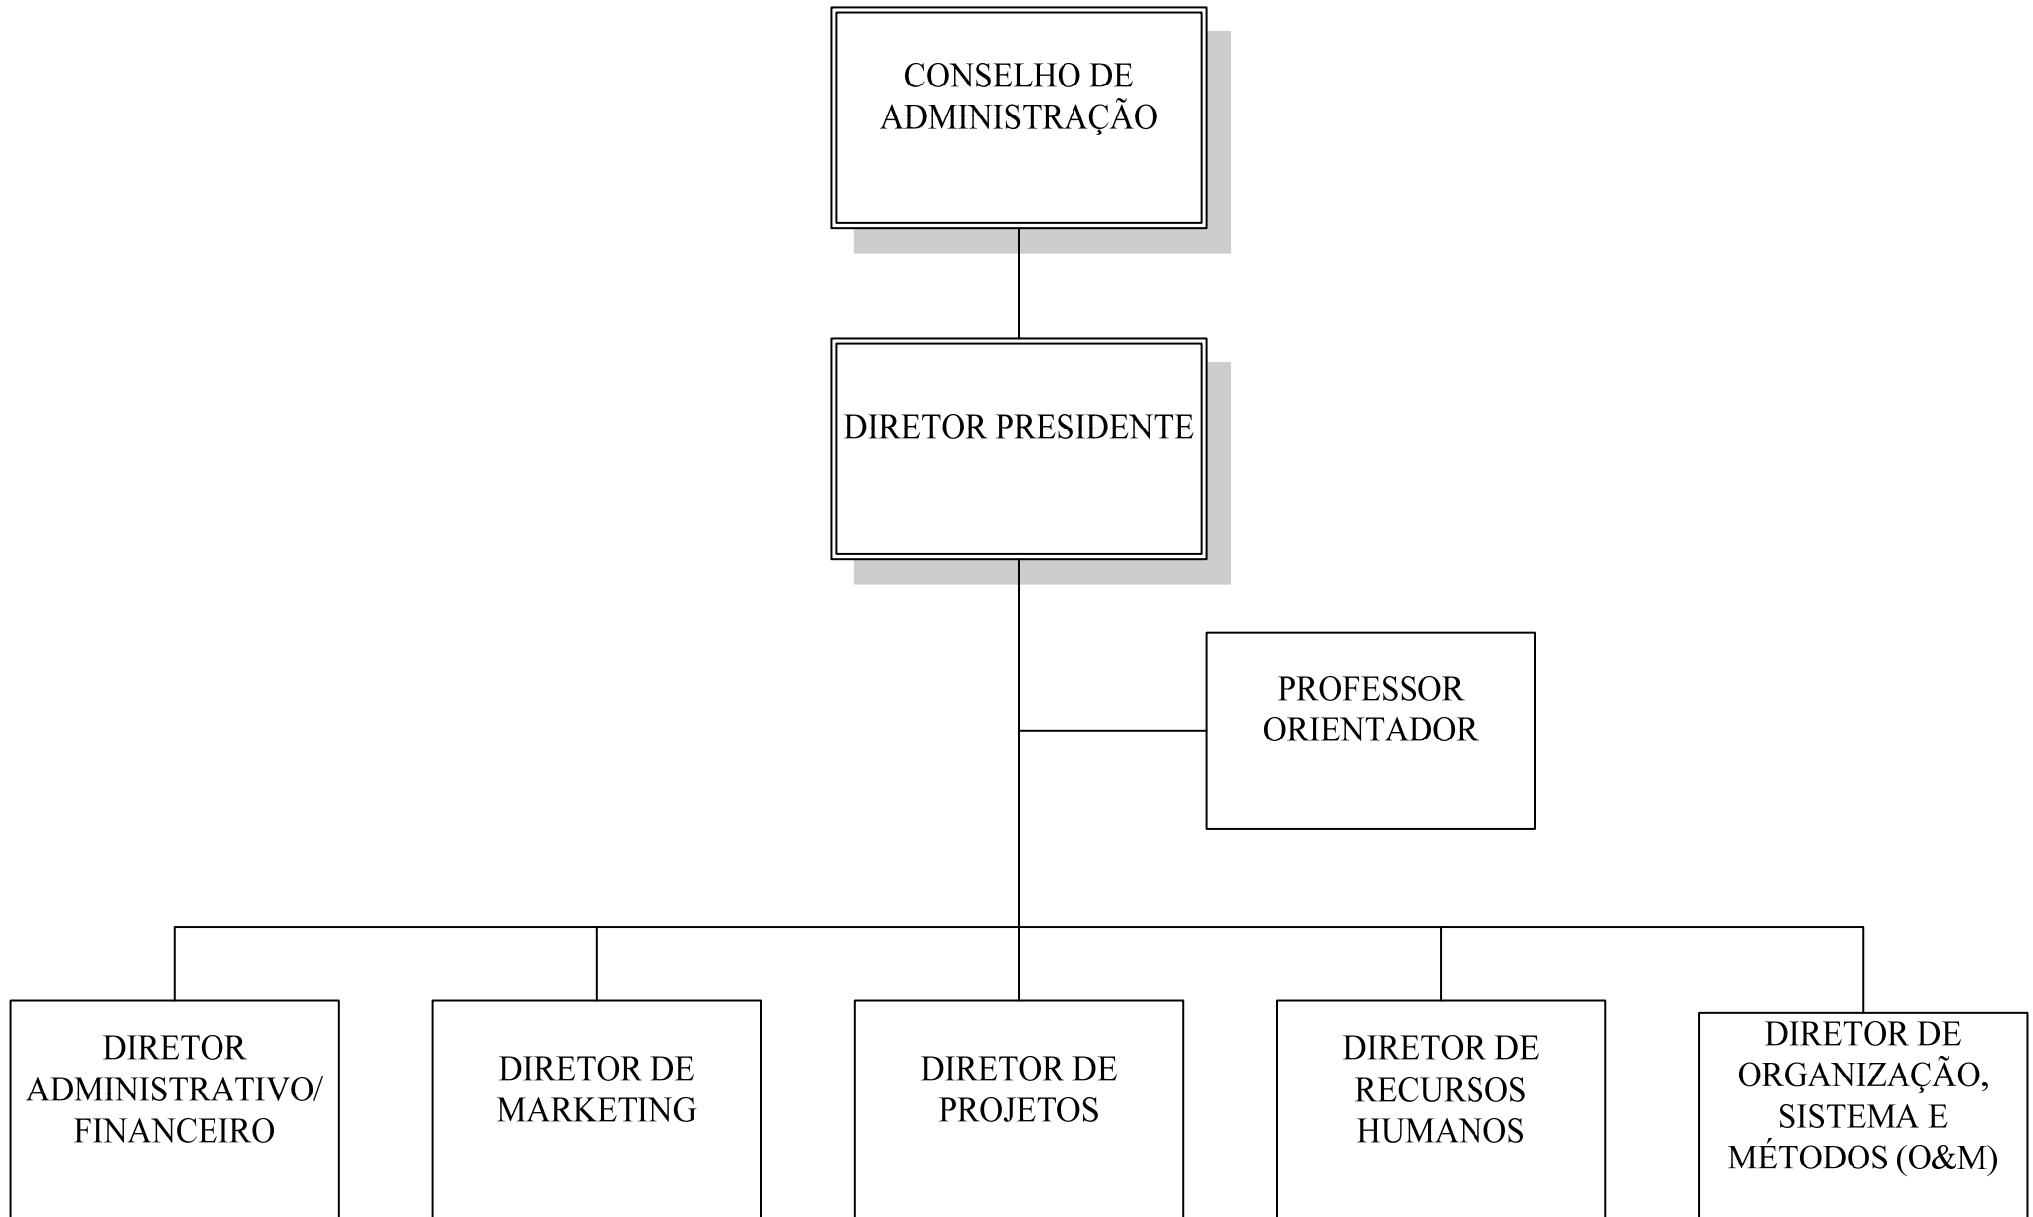 CONSELHO DE
ADMINISTRAÇÃO
DIRETOR PRESIDENTE
PROFESSOR
ORIENTADOR
DIRETOR
ADMINISTRATIVO/
FINANCEIRO
DIRETOR DE
MARKETING
DIRETOR DE
PROJETOS
DIRETOR DE
RECURSOS
HUMANOS
DIRETOR DE
ORGANIZAÇÃO,
SISTEMA E
MÉTODOS (O&M)